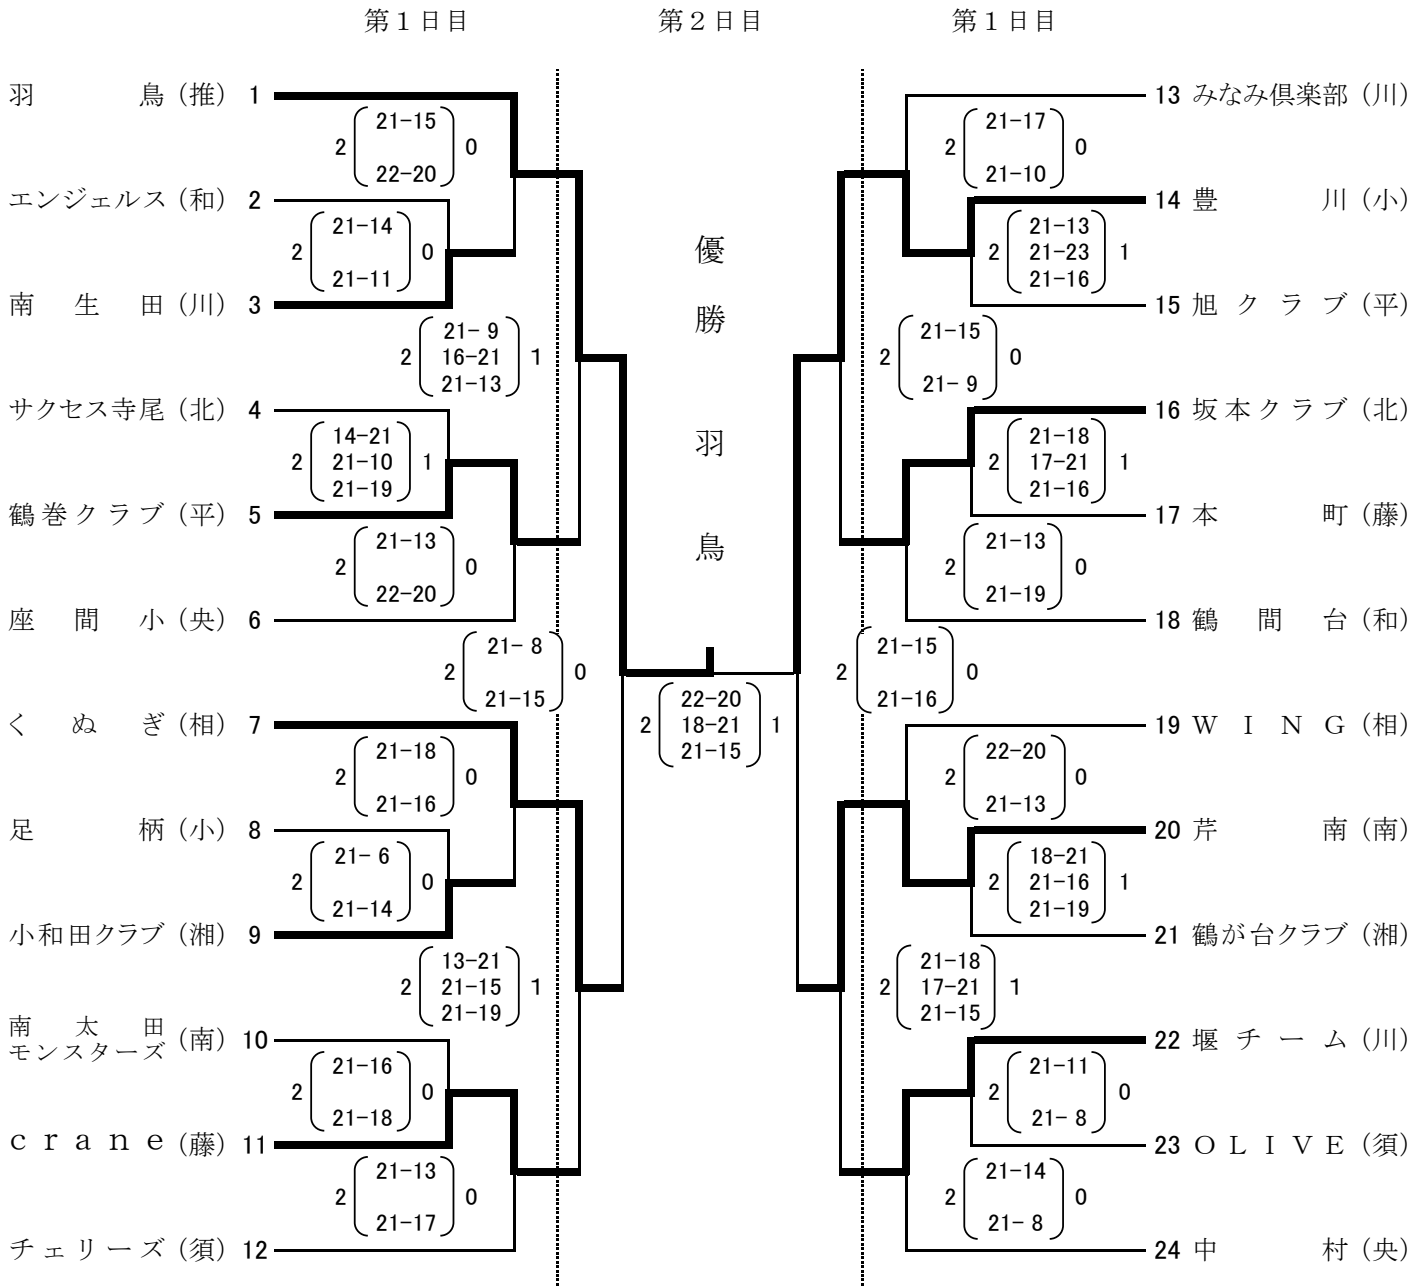 第１日目 第２日目 第１日目
羽鳥（推） 1
21-15
2 0
22-20
エンジェルス（和） 2
21-14
2 0
21-11
南生田（川） 3
21- 9
2 16-21 1
21-13
サクセス寺尾（北） 4
14-21
2 21-10 1
21-19
鶴巻クラブ（平） 5
21-13
2 0
22-20
座間小（央） 6
21- 8
2 0
21-15
くぬぎ（相） 7
21-18
2 0
21-16
足柄（小） 8
21- 6
2 0
21-14
小和田クラブ（湘） 9
13-21
2 21-15 1
21-19
南太田
モンスターズ（南） 10
21-16
2 0
21-18
ｃｒａｎｅ（藤） 11
21-13
2 0
21-17
チェリーズ（須） 12
優勝
羽鳥
22-20
2 18-21 1
21-15
13 みなみ倶楽部（川）
21-17
2 0
21-10
14 豊川（小）
21-13
2 21-23 1
21-16
15 旭クラブ（平）
21-15
2 0
21- 9
16 坂本クラブ（北）
21-18
2 17-21 1
21-16
17 本町（藤）
21-13
2 0
21-19
18 鶴間台（和）
21-15
2 0
21-16
19 ＷＩＮＧ（相）
22-20
2 0
21-13
20 芹南（南）
18-21
2 21-16 1
21-19
21 鶴が台クラブ（湘）
21-18
2 17-21 1
21-15
22 堰チーム（川）
21-11
2 0
21- 8
23 ＯＬＩＶＥ（須）
21-14
2 0
21- 8
24 中村（央）